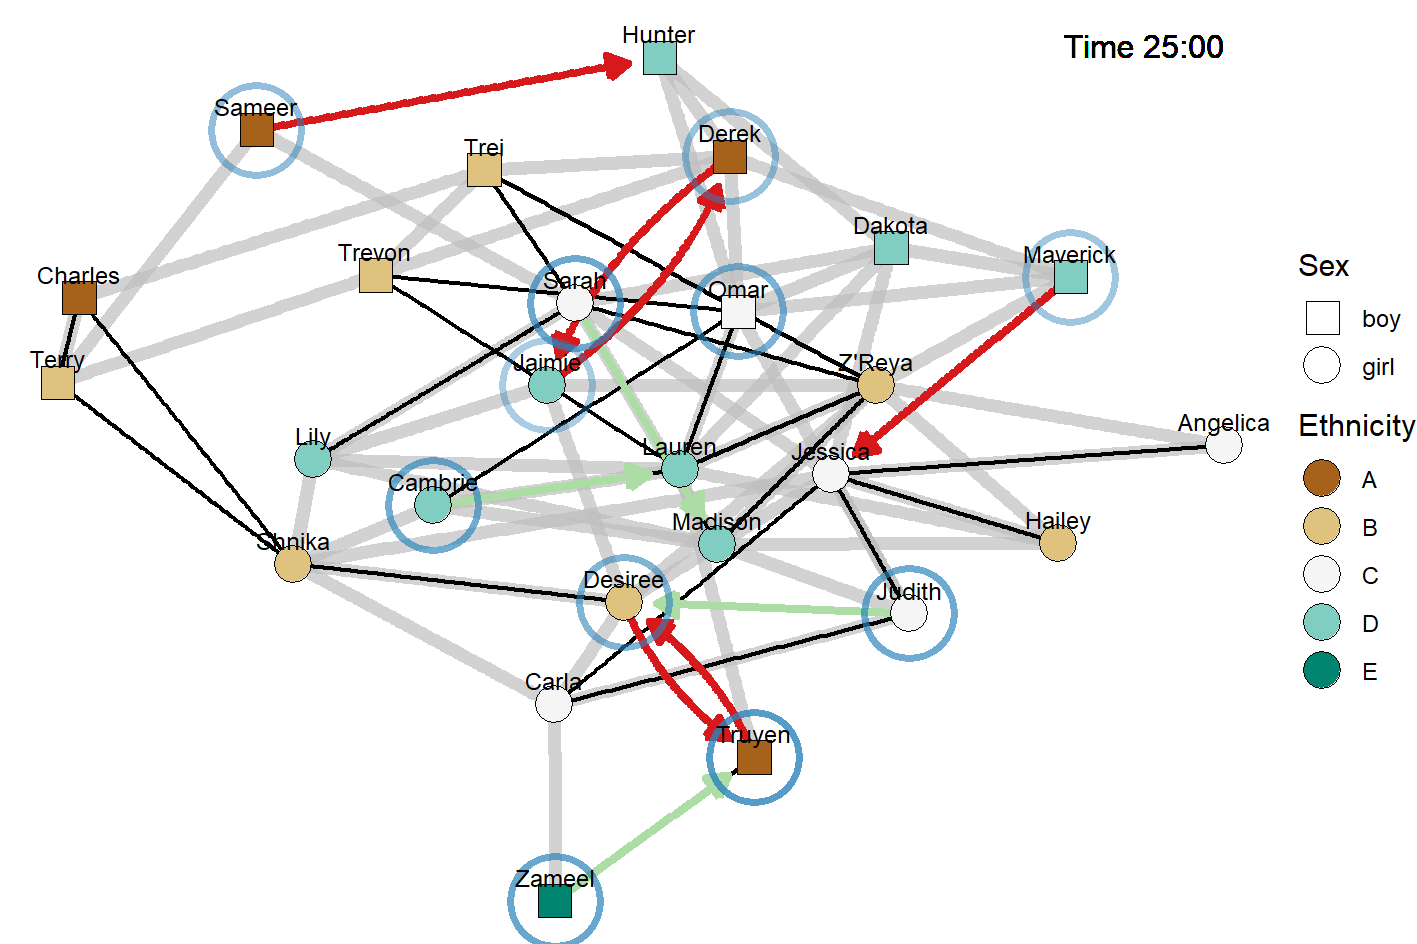 Hunter
Time 25:00
Sameer
Derek
Trei
Dakota
Trevon
Maverick
Charles
Sarah
Omar
Sex
boy
Terry
Jaimie
Z'Reya
girl
Angelica
Ethnicity
Lily
Lauren
Jessica
Cambrie
A
Madison
Hailey
B
Shnika
Desiree
Judith
C
D
Carla
E
Truyen
Zameel